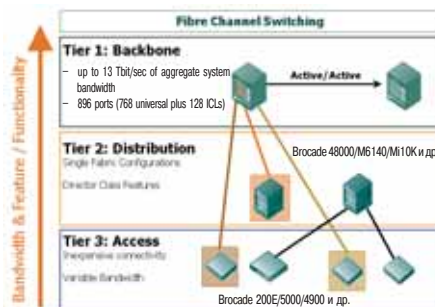 Fibre Channel Switching
Tier 1: Backbone
– up to 13 Tbit/sec of aggregate system
bandwidth
– 896 ports (768 universal plus 128 ICLs)
Active/Active
Tier 2: Distribution
Single Fabric Configurations
Director Class Features
Brocade 48000/M6140/Mi10K и др.
Tier 3: Access
Inexpensive connectivity
Variable Bandwidth
Brocade 200E/5000/4900 и др.
Bandwidth & Feature / Functionality